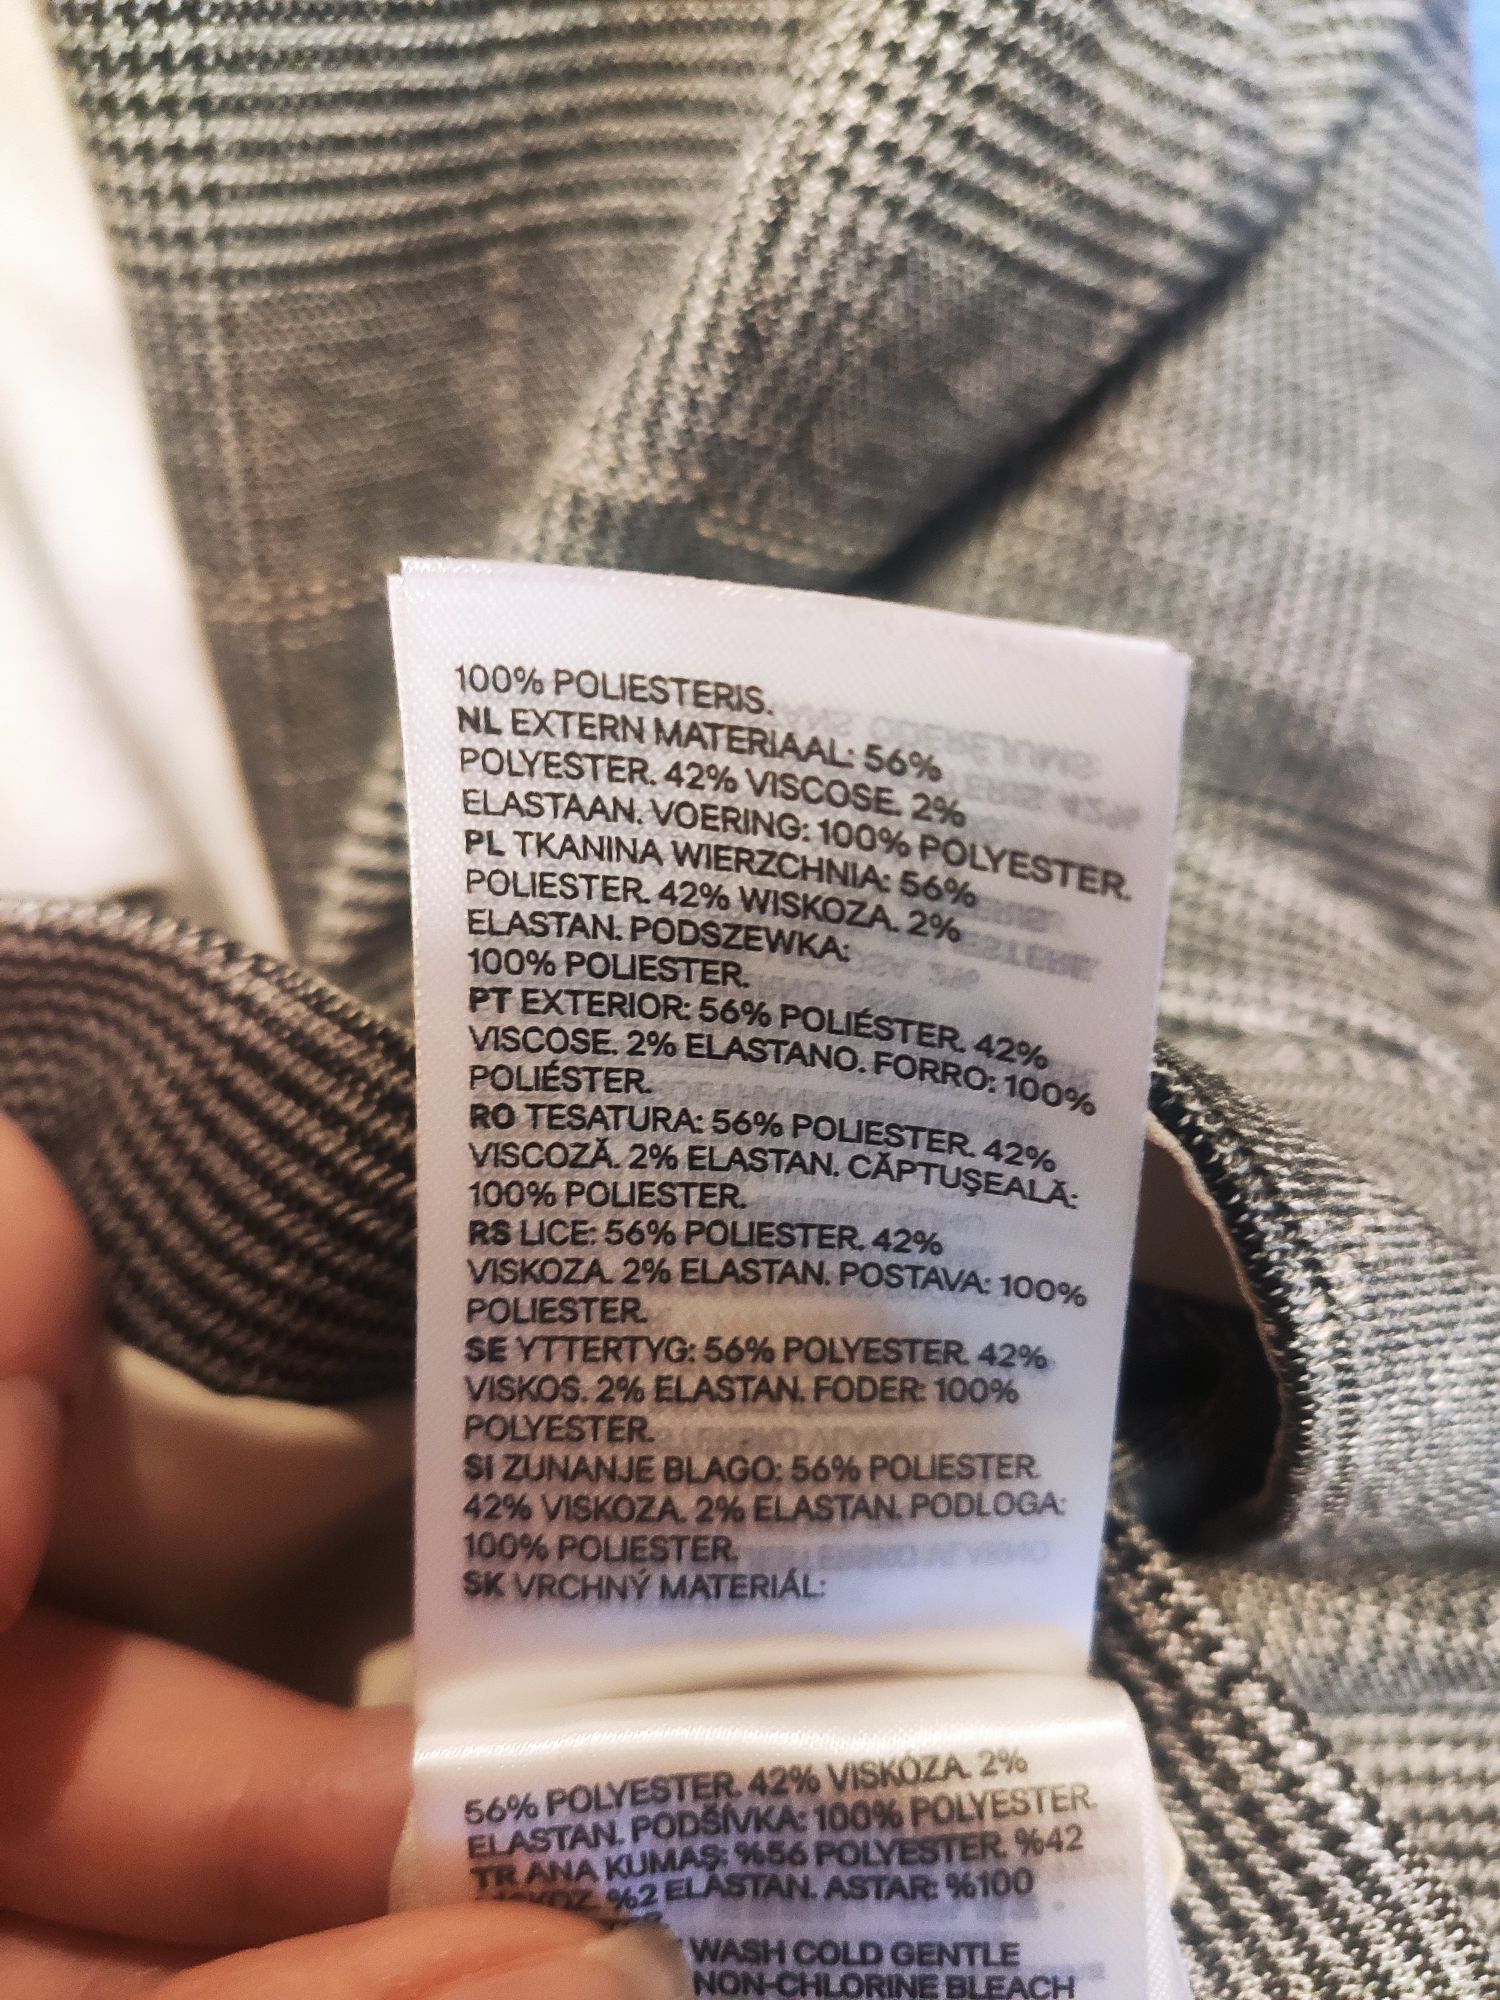 100% POLIESTERIS.
NL EXTERN MATERIAAL: 56%
POLYESTER. 42% VISCOSE. 2%
ELASTAAN. VOERING: 100% POLYESTER.
PL TKANINA WIERZCHNIA: 56%
POLIESTER. 42% WISKOZA. 2%
ELASTAN. PODSZEWKA:
100% POLIESTER.
PT EXTERIOR: 56% POLIÉSTER. 42%
VISCOSE. 2% ELASTANO. FORRO: 100%
POLIÉSTER.
RO TESATURA: 56% POLIESTER. 42%
VISCOZĂ. 2% ELASTAN. CĂPTUŞEALĂ:
100% POLIESTER.
RS LICE: 56% POLIESTER. 42%
VISKOZA. 2% ELASTAN. POSTAVA: 100%
POLIESTER.
SE YTTERTYG: 56% POLYESTER. 42%
VISKOS. 2% ELASTAN. FODER: 100%
POLYESTER.
SI ZUNANJE BLAGO: 56% POLIESTER.
42% VISKOZA. 2% ELASTAN. PODLOGA:
100% POLIESTER.
SK VRCHNÝ MATERIÁL:
56% POLYESTER. 42% VISKÓZA. 2%
ELASTAN. PODŠÍVKA: 100% POLYESTER.
TR ANA KUMAŞ: %56 POLYESTER. %42
%2 ELASTAN. ASTAR: %100
WASH COLD GENTLE
NON-CHLORINE BLEACH